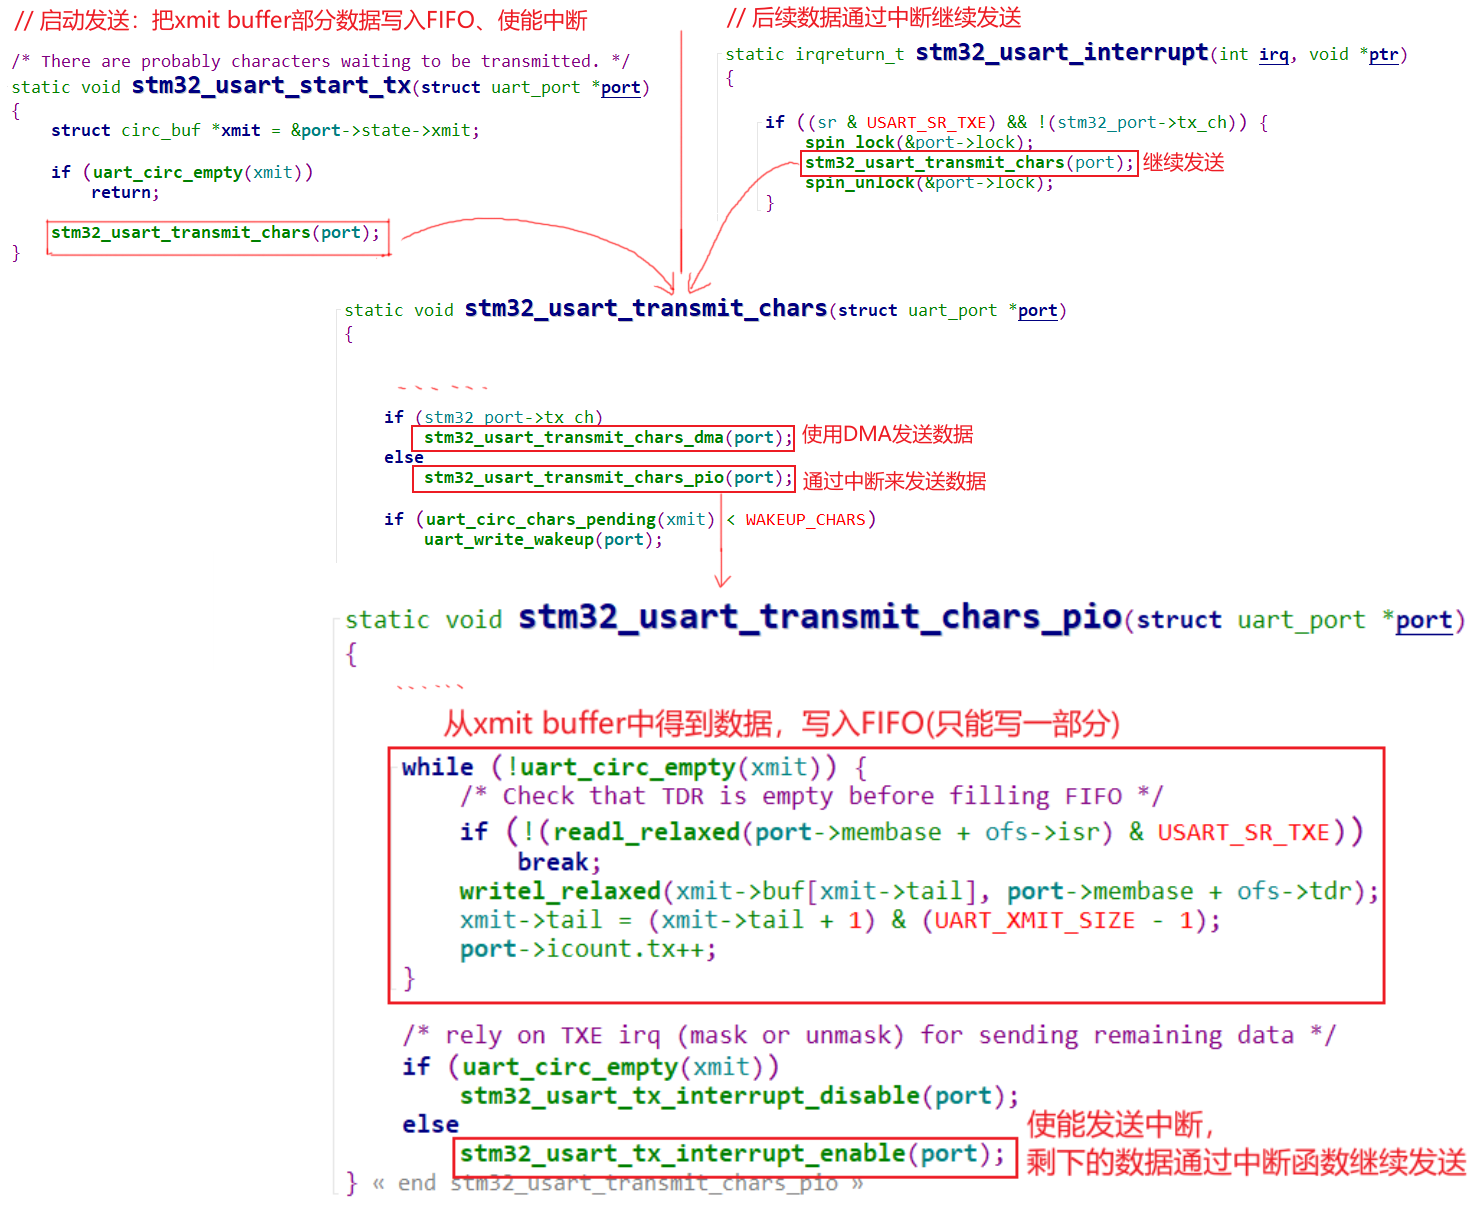 // 启动发送：把xmit buffer部分数据写入FIFO、使能中断
/* There are probably characters waiting to be transmitted. */
static void stm32_usart_start_tx(struct uart_port *port)
{
    struct circ_buf *xmit = &port->state->xmit;
    if (uart_circ_empty(xmit))
        return;
    stm32_usart_transmit_chars(port);
}
// 后续数据通过中断继续发送
static irqreturn_t stm32_usart_interrupt(int irq, void *ptr)
{
    if ((sr & USART_SR_TXE) && !(stm32_port->tx_ch)) {
        spin_lock(&port->lock);
        stm32_usart_transmit_chars(port); 继续发送
        spin_unlock(&port->lock);
    }
static void stm32_usart_transmit_chars(struct uart_port *port)
{
    if (stm32_port->tx_ch)
        stm32_usart_transmit_chars_dma(port); 使用DMA发送数据
    else
        stm32_usart_transmit_chars_pio(port); 通过中断来发送数据
    if (uart_circ_chars_pending(xmit) < WAKEUP_CHARS)
        uart_write_wakeup(port);
static void stm32_usart_transmit_chars_pio(struct uart_port *port)
{
    从xmit buffer中得到数据，写入FIFO(只能写一部分)
    while (!uart_circ_empty(xmit)) {
        /* Check that TDR is empty before filling FIFO */
        if (!(readl_relaxed(port->membase + ofs->isr) & USART_SR_TXE))
            break;
        writel_relaxed(xmit->buf[xmit->tail], port->membase + ofs->tdr);
        xmit->tail = (xmit->tail + 1) & (UART_XMIT_SIZE - 1);
        port->icount.tx++;
    }
    /* rely on TXE irq (mask or unmask) for sending remaining data */
    if (uart_circ_empty(xmit))
        stm32_usart_tx_interrupt_disable(port);
    else
        stm32_usart_tx_interrupt_enable(port);
使能发送中断，
剩下的数据通过中断函数继续发送
} « end stm32_usart_transmit_chars_pio »